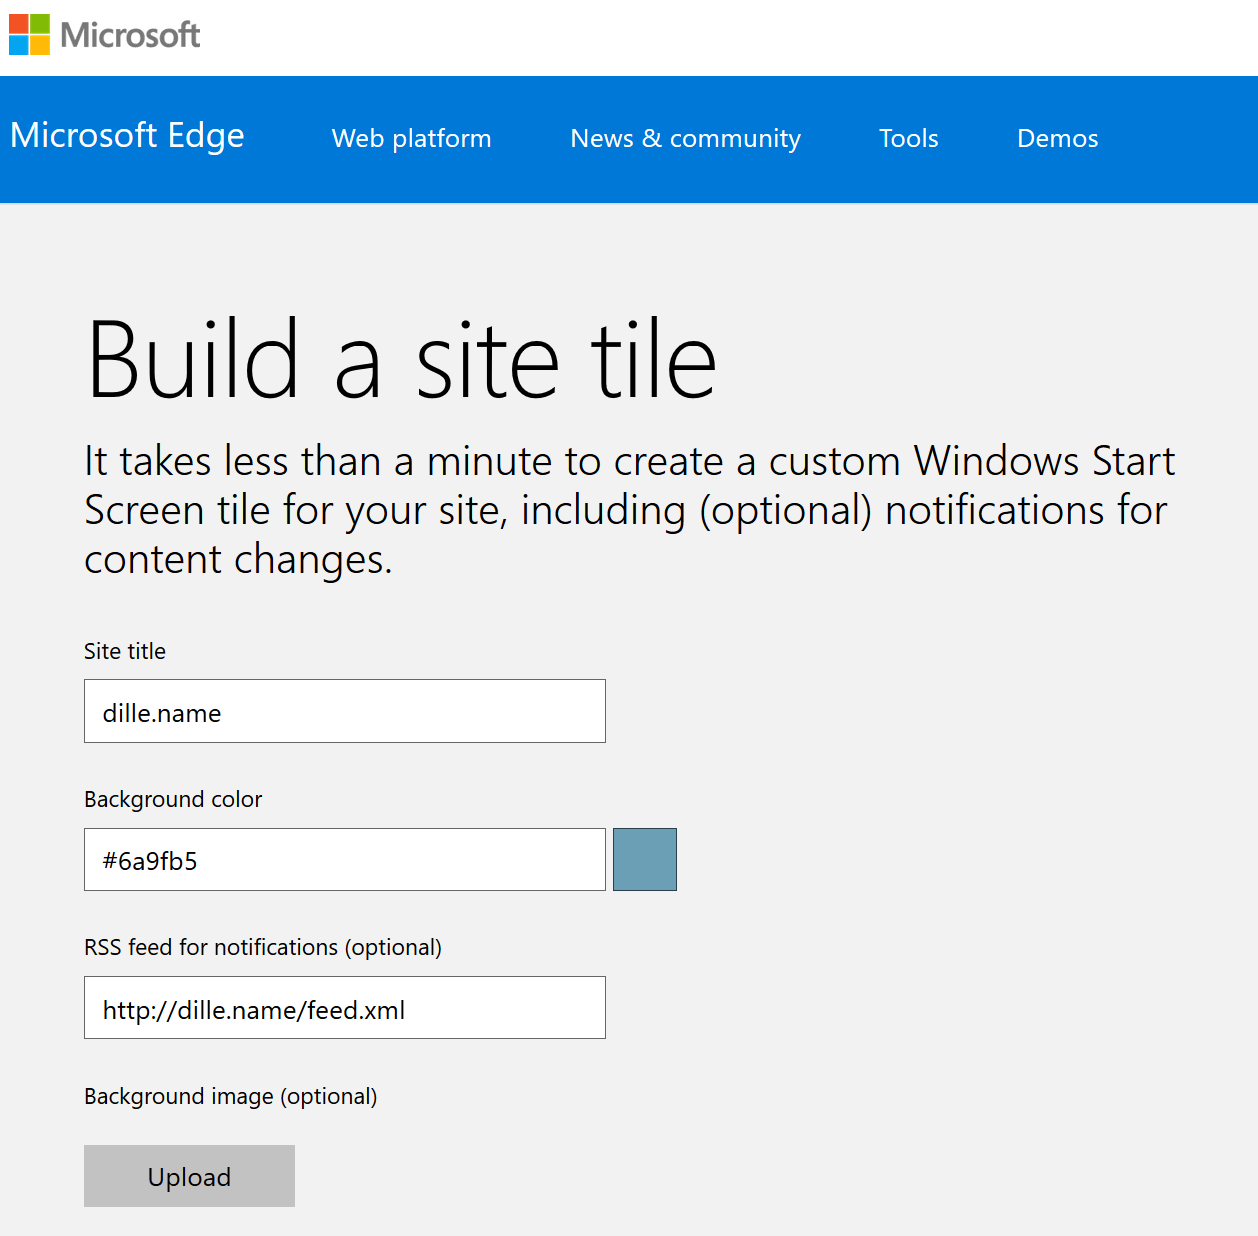 Microsoft
Microsoft Edge Web platform News & community Tools Demos
Build a site tile
It takes less than a minute to create a custom Windows Start
Screen tile for your site, including (optional) notifications for
content changes.
Site title
dille.name
Background color
#6a9fb5
RSS feed for notifications (optional)
http://dille.name/feed.xml
Background image (optional)
Upload